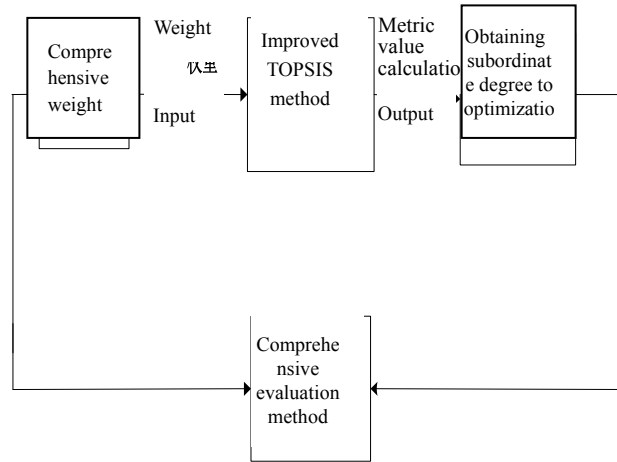 Compre
hensive
weight
Weight
Input
Improved
TOPSIS
method
Metric
value
calculatio
Output
Obtaining
subordinat
e degree to
optimizatio
Comprehe
nsive
evaluation
method